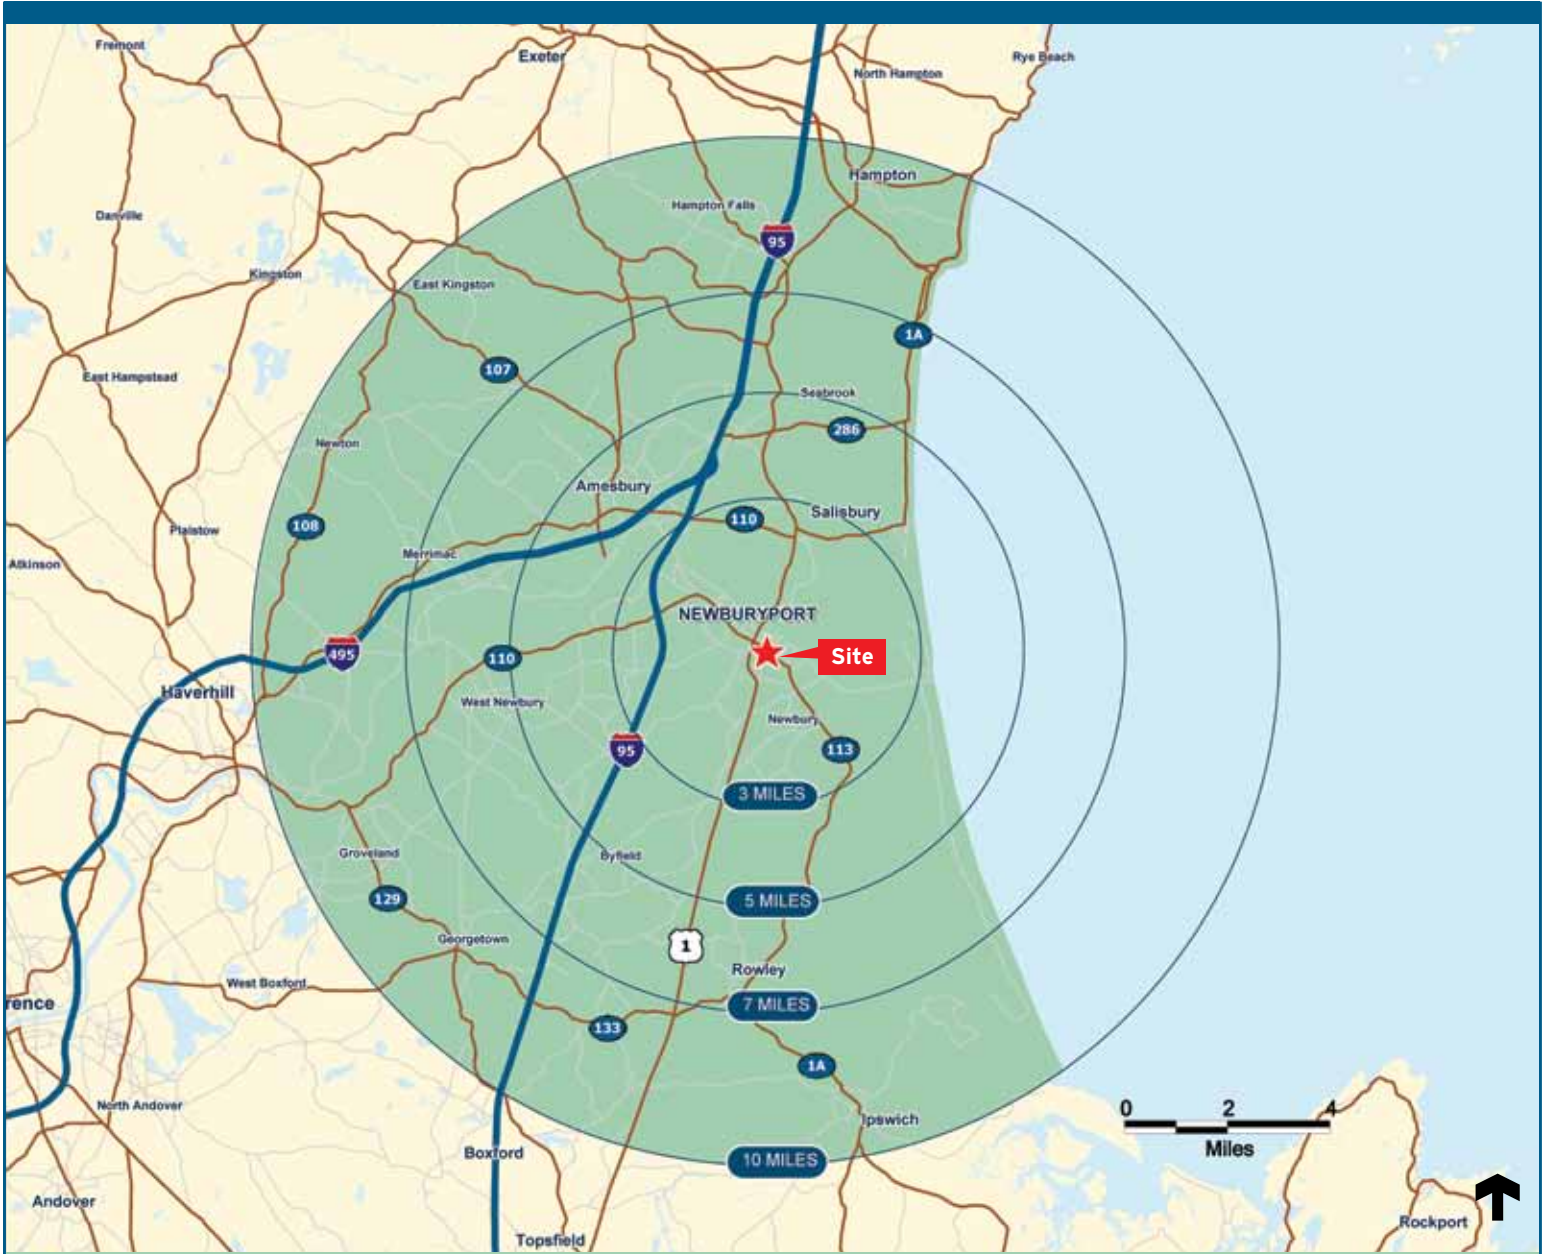 Fremont
Exeter
Rye Beach
North Hampton
Hampton
Hampton Falls
Danville
95
Kingston
East Kingston
1A
107
East Hampstead
Seabrook
286
Newton
Amesbury
110
Salisbury
108
Plaistow
Merrimac
Atkinson
NEWBURYPORT
495
110
Site
Haverhill
West Newbury
Newbury
95
113
3 MILES
Groveland
Byfield
129
5 MILES
Georgetown
1
Rowley
West Boxford
rence
7 MILES
133
1A
North Andover
0 2 4
Miles
Ipswich
Boxford
10 MILES
Andover
Rockport
Topsfield